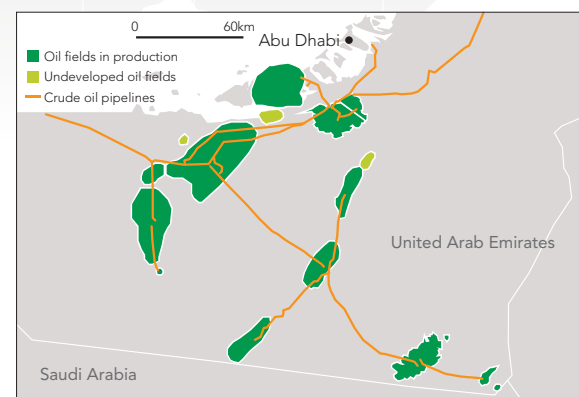 0 60km
Abu Dhabi
Oil fields in production
Undeveloped oil fields
Crude oil pipelines
United Arab Emirates
Saudi Arabia